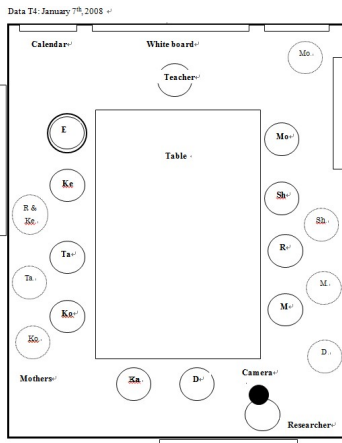 Data T4: January 7th, 2008
Calendar White board
Mo.
Teacher
E
Mo
Table
Ke
Sh
R &
Ke
Sh
Ta
R
Ta
M
Ko
M
Ko
D
Mothers
Ka
D
Camera
Researcher